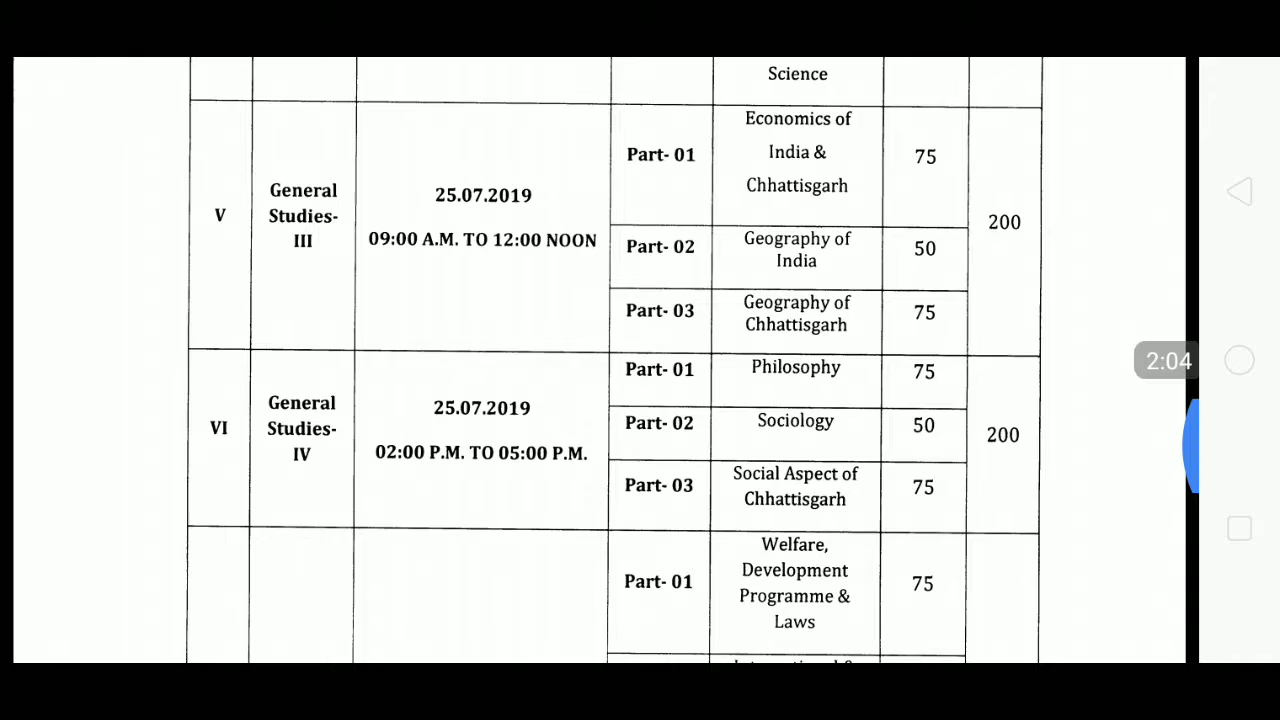 Science
V
General
Studies-
III
25.07.2019
09:00 A.M. TO 12:00 NOON
Part- 01
Economics of
India &
Chhattisgarh
75
Part- 02
Geography of
India
50
Part- 03
Geography of
Chhattisgarh
75
200
VI
General
Studies-
IV
25.07.2019
02:00 P.M. TO 05:00 P.M.
Part- 01
Philosophy
75
Part- 02
Sociology
50
Part- 03
Social Aspect of
Chhattisgarh
75
200
Part- 01
Welfare,
Development
Programme &
Laws
75
2:04